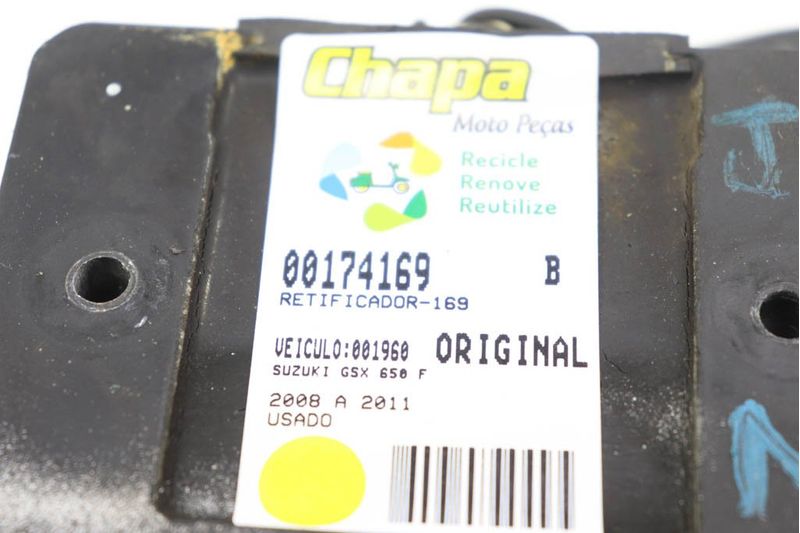 Chapa
Moto Peças
Recicle
Renove
Reutilize
00174169 B
RETIFICADOR-169
VEICULO:001960 ORIGINAL
SUZUKI GSX 650 F
2008 A 2011
USADO